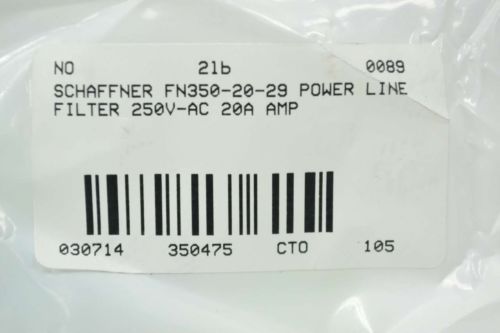 NO 21b 0089
SCHAFFNER FN350-20-29 POWER LINE
FILTER 250V-AC 20A AMP
030714 350475 CTO 105